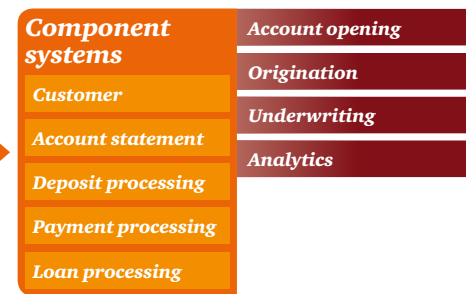 Component
systems
Customer
Account statement
Deposit processing
Payment processing
Loan processing
Account opening
Origination
Underwriting
Analytics